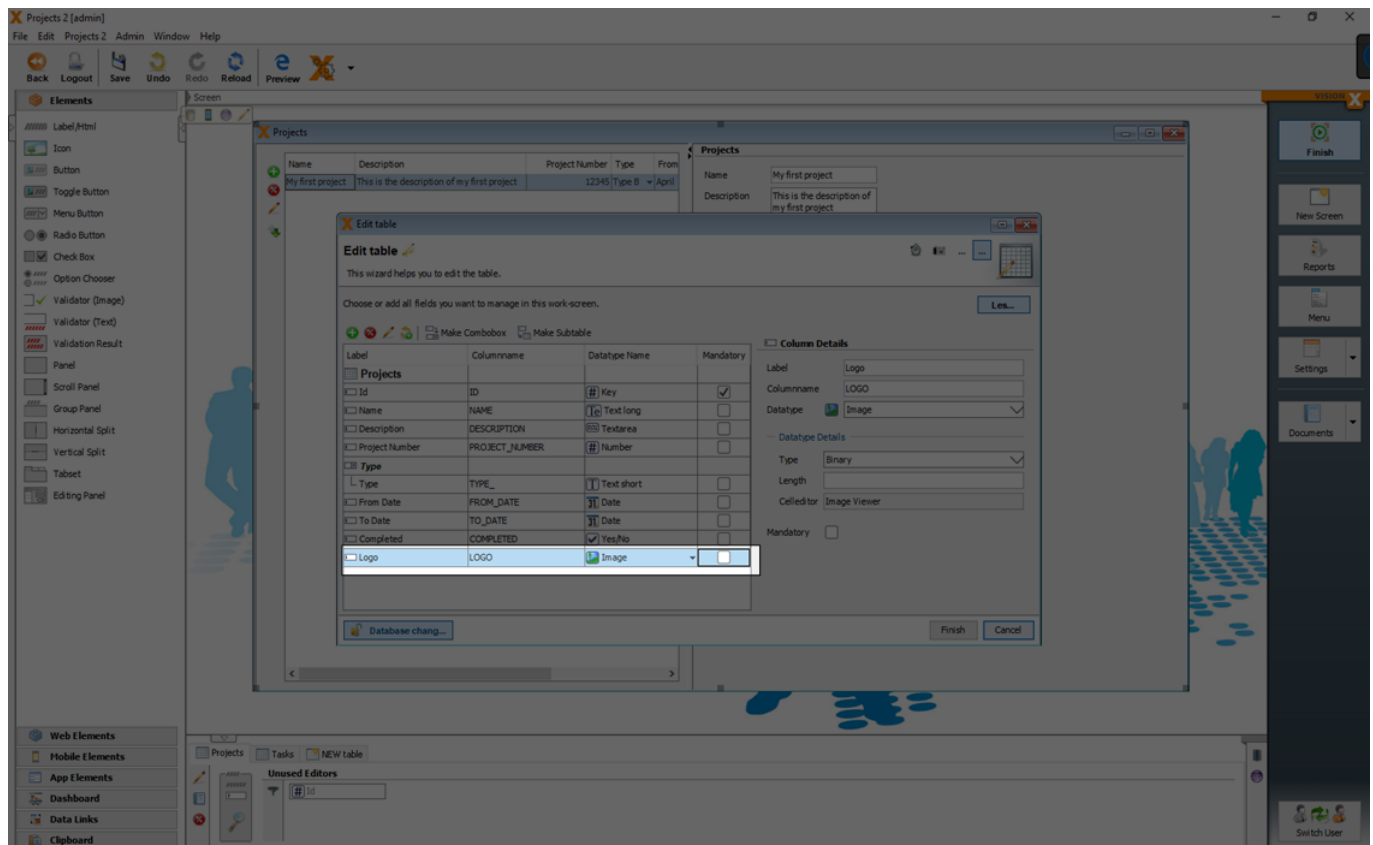 Projects 2 [admin]
File Edit Projects 2 Admin Window Help
Back Logout Save Undo Redo Reload Preview
Elements
Label/Html
Icon
Button
Toggle Button
Menu Button
Radio Button
Check Box
Option Chooser
Validator (Image)
Validator (Text)
Validation Result
Panel
Scroll Panel
Group Panel
Horizontal Split
Vertical Split
Tabset
Editing Panel
Web Elements
Mobile Elements
App Elements
Dashboard
Data Links
Clipboard
Screen
Projects
Name Description Project Number Type From
My first project This is the description of my first project 12345 Type B April
Projects
Name My first project
Description This is the description of
my first project
Edit table
Edit table
This wizard helps you to edit the table.
Choose or add all fields you want to manage in this work-screen.
Les...
Make Combobox Make Subtable
Label Columnname Datatype Name Mandatory
Projects
Id ID # Key
Name NAME Te Text long
Description DESCRIPTION Textarea
Project Number PROJECT_NUMBER # Number
Type
Type TYPE_ T Text short
From Date FROM_DATE 31 Date
To Date TO_DATE 31 Date
Completed COMPLETED Yes/No
Logo LOGO Image
Column Details
Label Logo
Columnname LOGO
Datatype Image
Datatype Details
Type Binary
Length
Celleditor Image Viewer
Mandatory
Database chang...
Finish Cancel
Projects Tasks NEW table
Unused Editors
# Id
VISION X
Finish
New Screen
Reports
Menu
Settings
Documents
Switch User